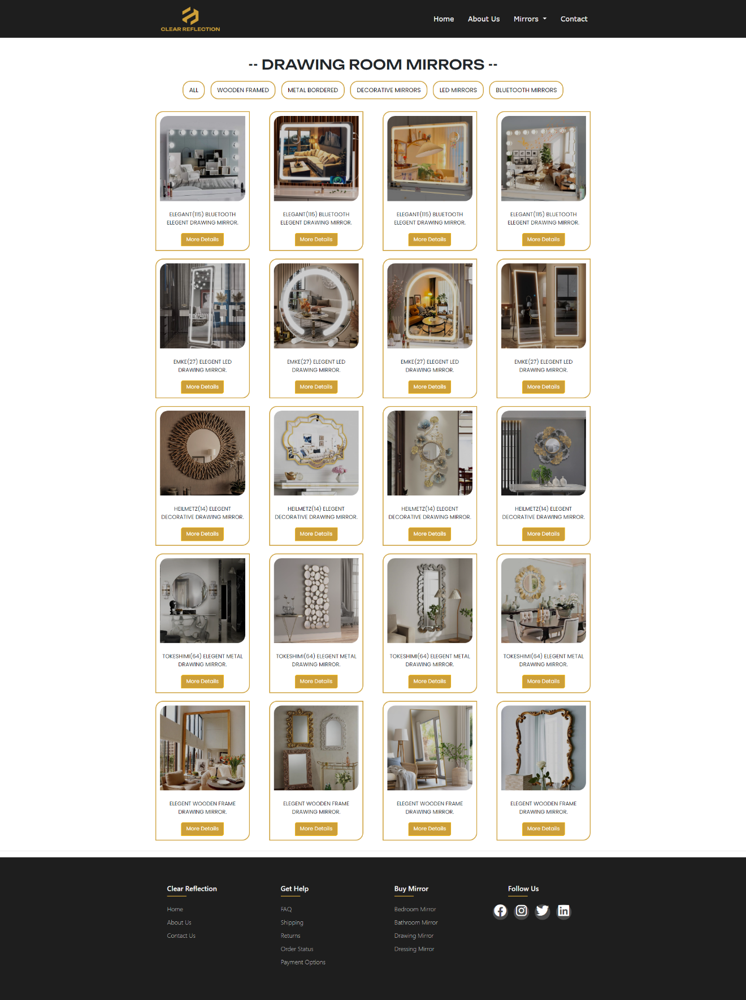 CLEAR REFLECTION
Home About Us Mirrors Contact
-- DRAWING ROOM MIRRORS --
ALL WOODEN FRAMED METAL BORDERED DECORATIVE MIRRORS LED MIRRORS BLUETOOTH MIRRORS
ELEGANT(115) BLUETOOTH
ELEGENT DRAWING MIRROR.
More Details
ELEGANT(115) BLUETOOTH
ELEGENT DRAWING MIRROR.
More Details
ELEGANT(115) BLUETOOTH
ELEGENT DRAWING MIRROR.
More Details
ELEGANT(115) BLUETOOTH
ELEGENT DRAWING MIRROR.
More Details
EMKE(27) ELEGENT LED
DRAWING MIRROR.
More Details
EMKE(27) ELEGENT LED
DRAWING MIRROR.
More Details
EMKE(27) ELEGENT LED
DRAWING MIRROR.
More Details
EMKE(27) ELEGENT LED
DRAWING MIRROR.
More Details
HEILMETZ(14) ELEGENT
DECORATIVE DRAWING MIRROR.
More Details
HEILMETZ(14) ELEGENT
DECORATIVE DRAWING MIRROR.
More Details
HEILMETZ(14) ELEGENT
DECORATIVE DRAWING MIRROR.
More Details
HEILMETZ(14) ELEGENT
DECORATIVE DRAWING MIRROR.
More Details
TOKESHIMI(64) ELEGENT METAL
DRAWING MIRROR.
More Details
TOKESHIMI(64) ELEGENT METAL
DRAWING MIRROR.
More Details
TOKESHIMI(64) ELEGENT METAL
DRAWING MIRROR.
More Details
TOKESHIMI(64) ELEGENT METAL
DRAWING MIRROR.
More Details
ELEGENT WOODEN FRAME
DRAWING MIRROR.
More Details
ELEGENT WOODEN FRAME
DRAWING MIRROR.
More Details
ELEGENT WOODEN FRAME
DRAWING MIRROR.
More Details
ELEGENT WOODEN FRAME
DRAWING MIRROR.
More Details
Clear Reflection
Home
About Us
Contact Us
Get Help
FAQ
Shipping
Returns
Order Status
Payment Options
Buy Mirror
Bedroom Mirror
Bathroom Mirror
Drawing Mirror
Dressing Mirror
Follow Us